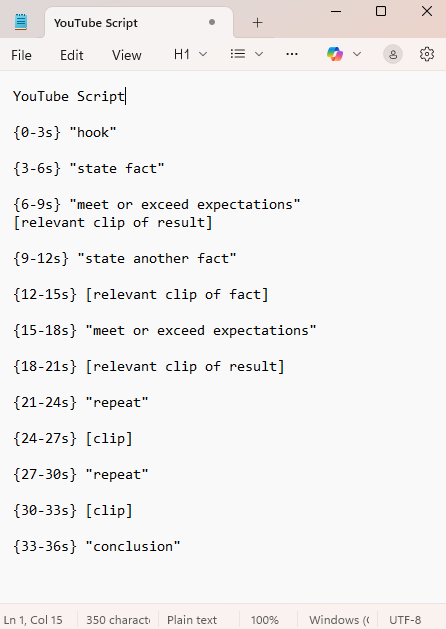 YouTube Script
File
Edit
View
H1
YouTube Script
{0-3s} "hook"
{3-6s} "state fact"
{6-9s} "meet or exceed expectations"
[relevant clip of result]
{9-12s} "state another fact"
{12-15s} [relevant clip of fact]
{15-18s} "meet or exceed expectations"
{18-21s} [relevant clip of result]
{21-24s} "repeat"
{24-27s} [clip]
{27-30s} "repeat"
{30-33s} [clip]
{33-36s} "conclusion"
Ln 1, Col 15
350 charact
Plain text
100%
Windows (
UTF-8